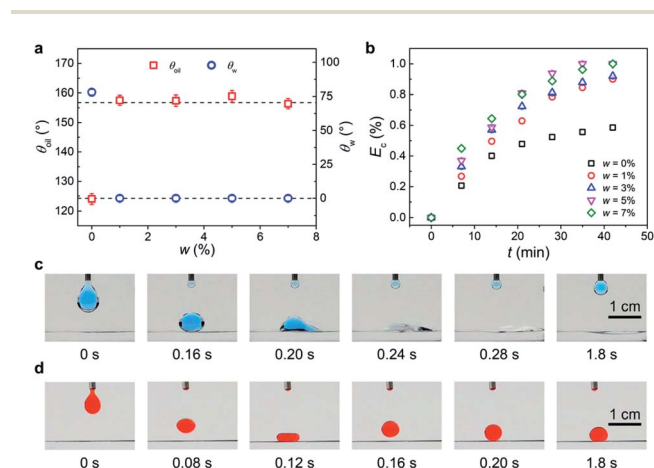 a
b
θoil
θw
θoil (°)
170
160
150
140
130
120
θw (°)
100
75
50
25
0
0
2
4
6
8
w (%)
Ec (%)
1.0
0.8
0.6
0.4
0.2
0.0
w = 0%
w = 1%
w = 3%
w = 5%
w = 7%
0
10
20
30
40
50
t (min)
c
1 cm
0 s
0.16 s
0.20 s
0.24 s
0.28 s
1.8 s
d
1 cm
0 s
0.08 s
0.12 s
0.16 s
0.20 s
1.8 s